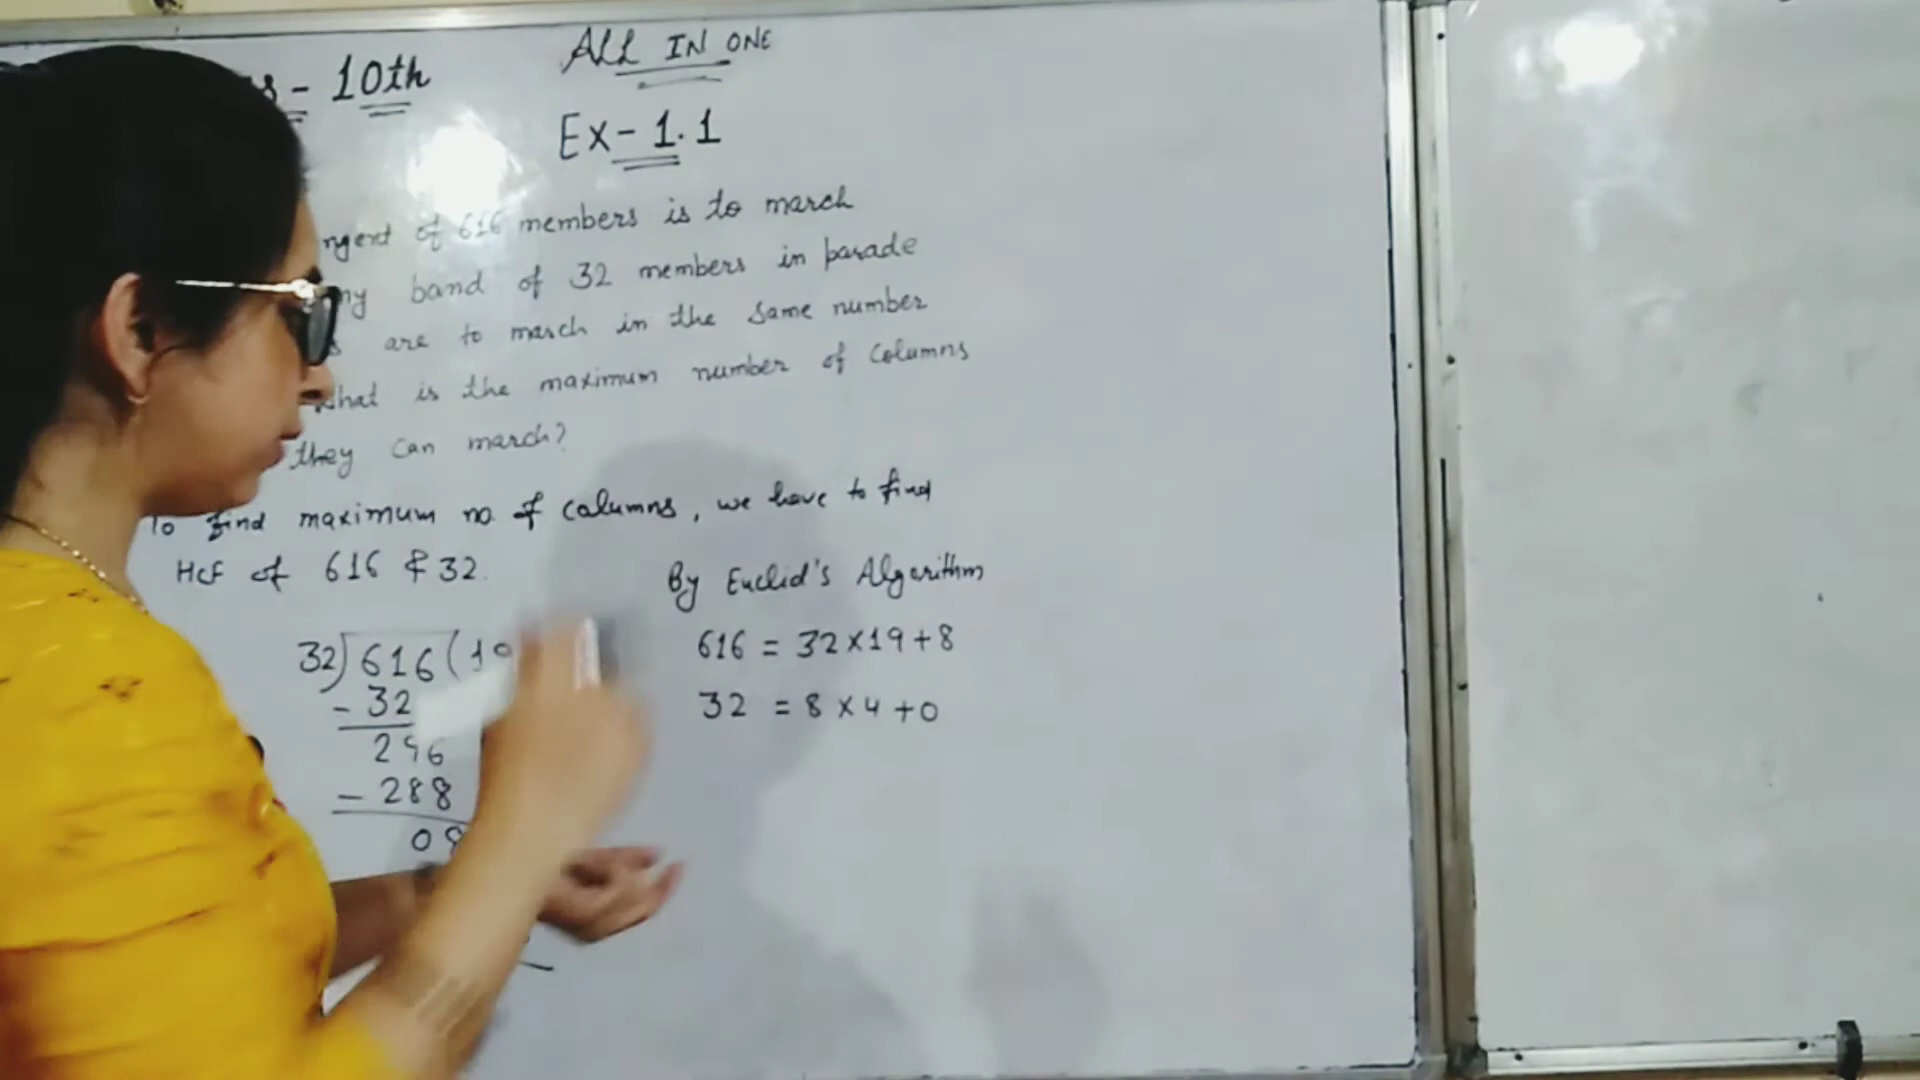 - 10th
ALL IN ONE
Ex- 1.1
ngent of 616 members is to march
ny band of 32 members in parade
s are to march in the same number
what is the maximum number of Columns
they can march?
To find maximum no. of columns, we have to find
HCF of 616 & 32.
By Euclid's Algorithm
32)616(19
- 32
296
- 288
08
616 = 32×19+8
32 = 8 × 4 +0